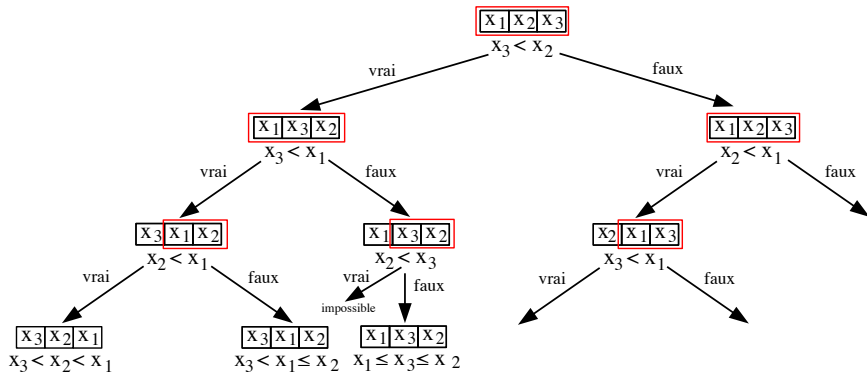 x1 x2 x3
x3 < x2
vrai faux
x1 x3 x2 x1 x2 x3
x3 < x1 x2 < x1
vrai faux vrai faux
x3 x1 x2 x1 x3 x2 x2 x1 x3
x2 < x1 x2 < x3 x3 < x1
vrai faux vrai faux vrai faux
impossible
x3 x2 x1 x3 x1 x2 x1 x3 x2
x3 < x2 < x1 x3 < x1 ≤ x2 x1 ≤ x3 ≤ x2